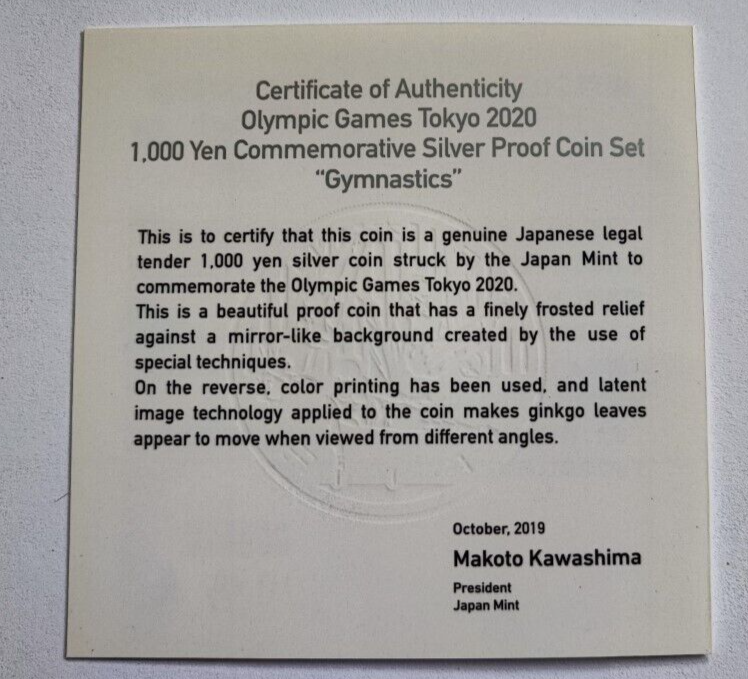 Certificate of Authenticity
Olympic Games Tokyo 2020
1,000 Yen Commemorative Silver Proof Coin Set
“Gymnastics”
This is to certify that this coin is a genuine Japanese legal
tender 1,000 yen silver coin struck by the Japan Mint to
commemorate the Olympic Games Tokyo 2020.
This is a beautiful proof coin that has a finely frosted relief
against a mirror-like background created by the use of
special techniques.
On the reverse, color printing has been used, and latent
image technology applied to the coin makes ginkgo leaves
appear to move when viewed from different angles.
October, 2019
Makoto Kawashima
President
Japan Mint